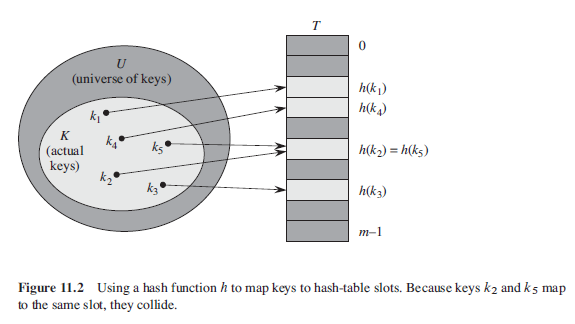 T
0
U
(universe of keys)
h(k₁)
k₁
h(k₄)
K
(actual
keys)
k₄
k₅
h(k₂) = h(k₅)
k₂
k₃
h(k₃)
m–1
Figure 11.2 Using a hash function h to map keys to hash-table slots. Because keys k₂ and k₅ map
to the same slot, they collide.